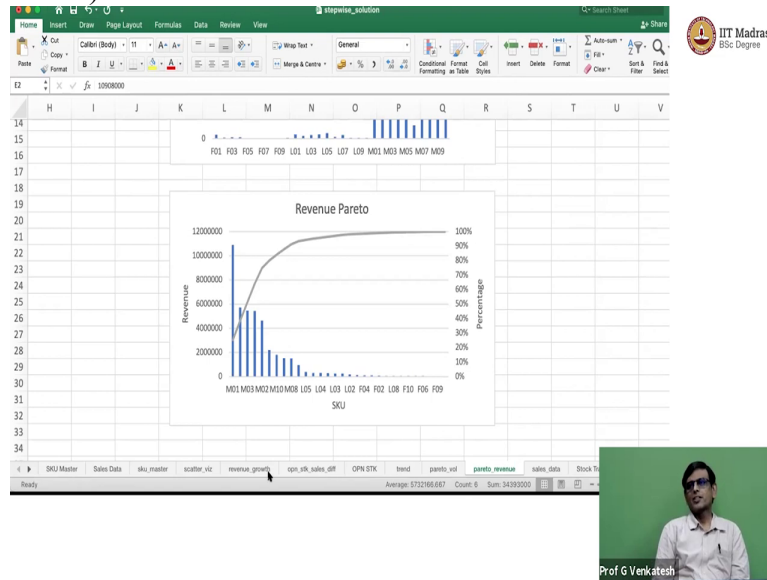 stepwise_solution
Search Sheet
Home Insert Draw Page Layout Formulas Data Review View
Share
IIT Madras
BSc Degree
Cut
Copy
Format
Paste
Calibri (Body) 11 A▲ A▼
B I U
Wrap Text
Merge & Centre
General
Conditional Formatting
Format as Table
Cell Styles
Insert Delete Format
Auto-sum
Fill
Clear
Sort & Filter
Find & Select
E2 fx 10908000
H I J K L M N O P Q R S T U V
14
15
16
17
18
19
20
21
22
23
24
25
26
27
28
29
30
31
32
33
34
0
F01 F03 F05 F07 F09 L01 L03 L05 L07 L09 M01 M03 M05 M07 M09
Revenue Pareto
12000000 100%
90%
10000000
80%
8000000 70%
60%
6000000 50%
40%
4000000 30%
20%
2000000
10%
0 0%
Revenue
Percentage
M01 M03 M02 M10 M08 L05 L04 L03 L02 F04 F02 L08 F10 F06 F09
SKU
SKU Master Sales Data sku_master scatter_viz revenue_growth opn_stk_sales_diff OPN STK trend pareto_vol pareto_revenue sales_data Stock Tr
Ready Average: 5732166.667 Count: 6 Sum: 34393000
Prof G Venkatesh